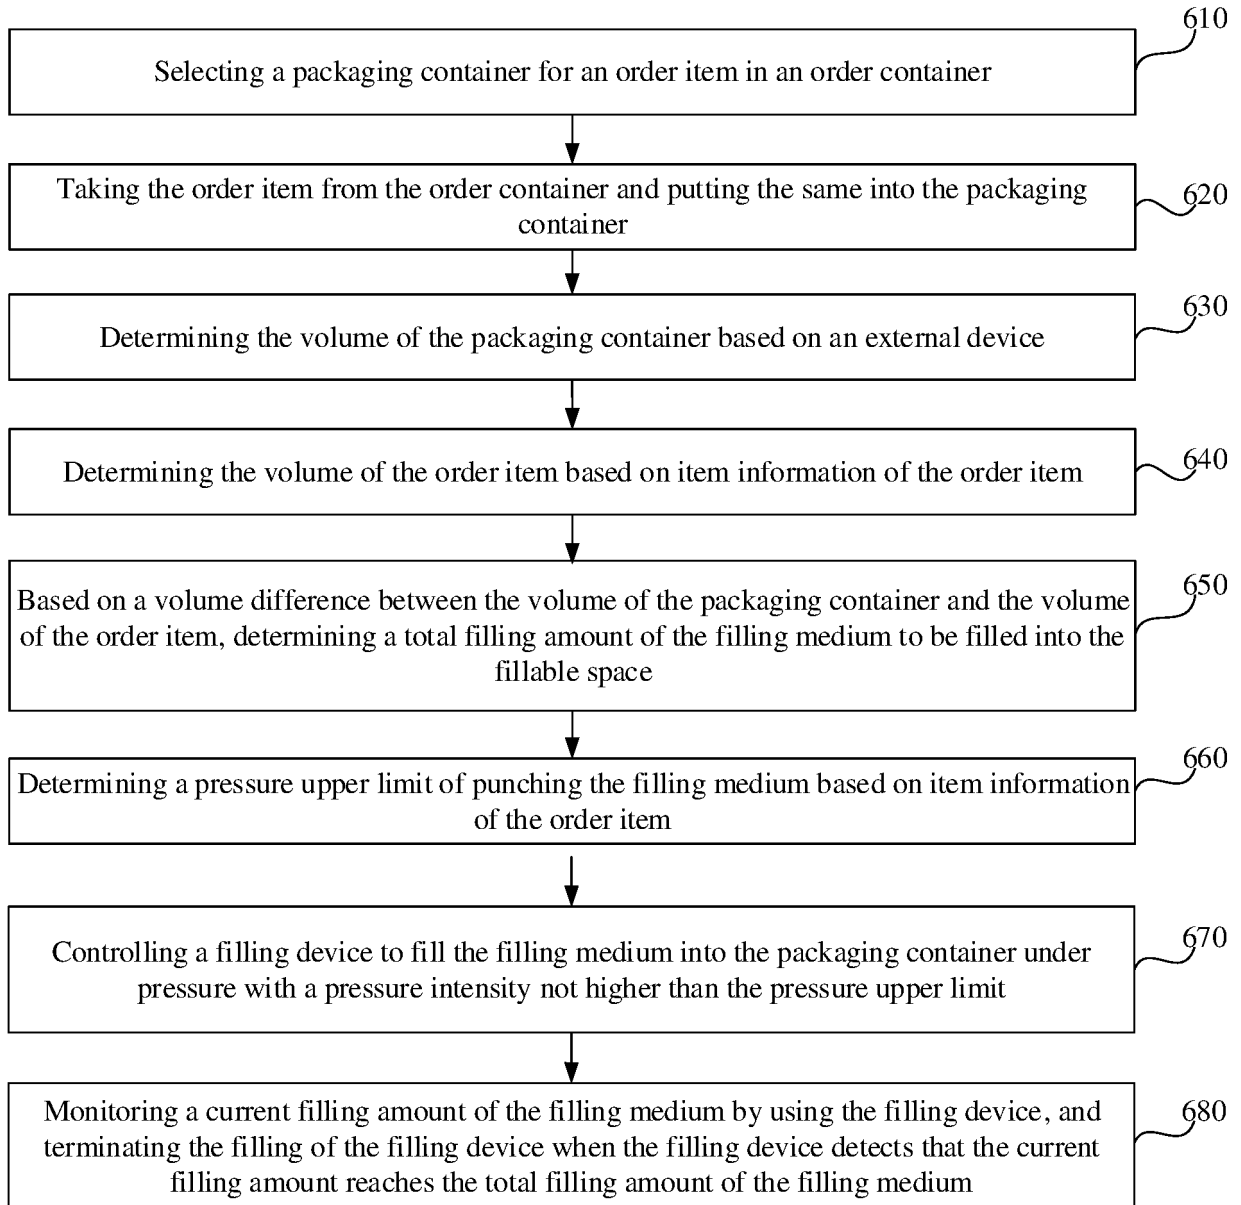 610
Selecting a packaging container for an order item in an order container
Taking the order item from the order container and putting the same into the packaging
container
620
630
Determining the volume of the packaging container based on an external device
640
Determining the volume of the order item based on item information of the order item
650
Based on a volume difference between the volume of the packaging container and the volume
of the order item, determining a total filling amount of the filling medium to be filled into the
fillable space
660
Determining a pressure upper limit of punching the filling medium based on item information
of the order item
670
Controlling a filling device to fill the filling medium into the packaging container under
pressure with a pressure intensity not higher than the pressure upper limit
680
Monitoring a current filling amount of the filling medium by using the filling device, and
terminating the filling of the filling device when the filling device detects that the current
filling amount reaches the total filling amount of the filling medium